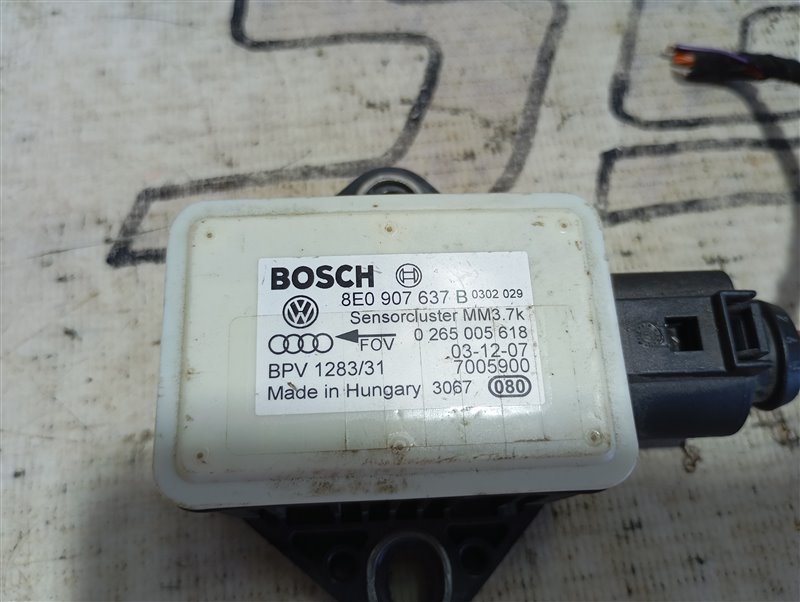 BOSCH
8E0 907 637 B 0302 029
Sensorcluster MM3.7k
FOV 0 265 005 618
03-12-07
BPV 1283/31 7005900
Made in Hungary 3067 080